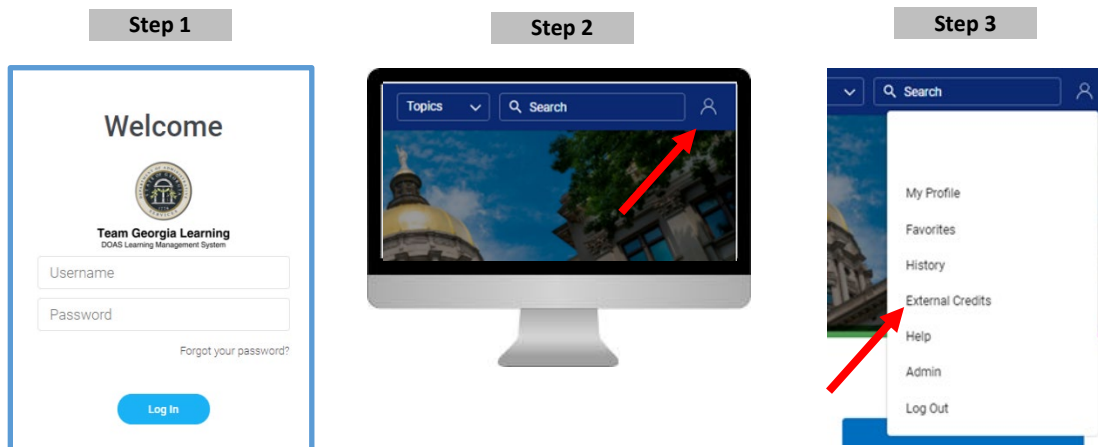 Step 1
Welcome
Team Georgia Learning
DOAS Learning Management System
Username
Password
Forgot your password?
Log In
Step 2
Topics
Search
Step 3
Search
My Profile
Favorites
History
External Credits
Help
Admin
Log Out